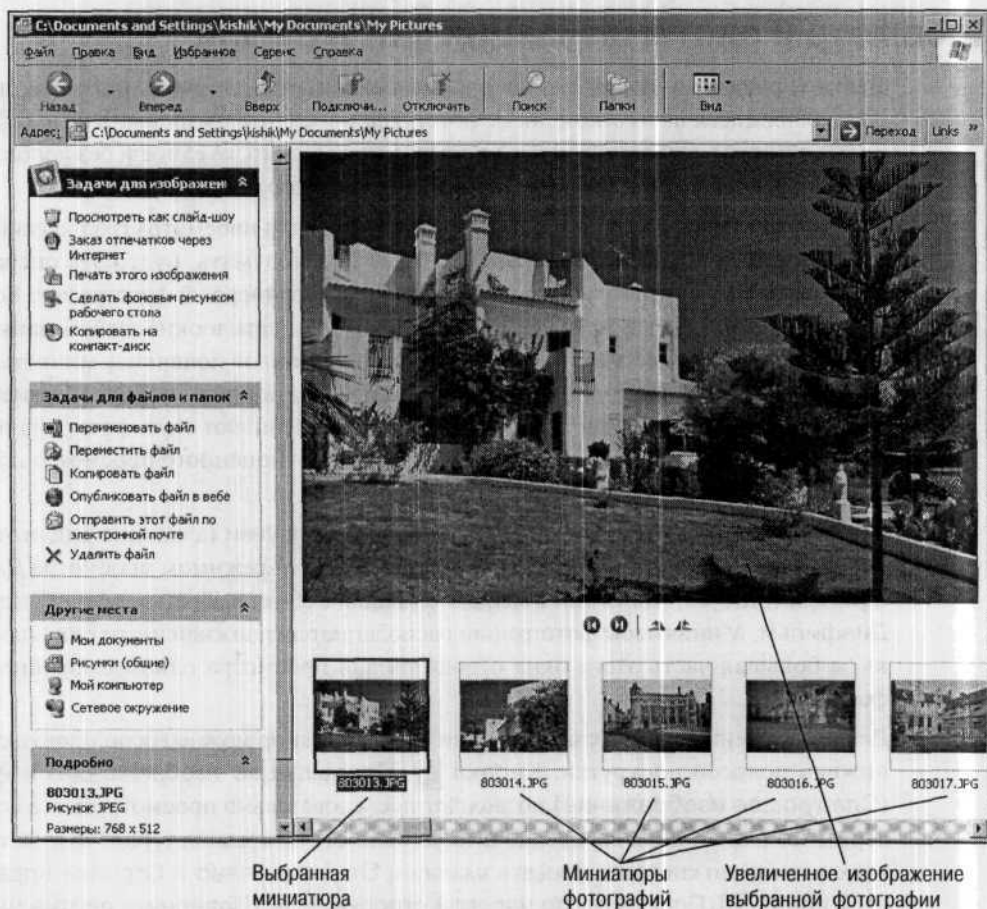 C:\Documents and Settings\kishik\My Documents\My Pictures
Файл Правка Вид Избранное Сервис Справка
Назад Вперед Вверх Подключи... Отключить Поиск Папки Вид
Адрес: C:\Documents and Settings\kishik\My Documents\My Pictures Переход Links »
Задачи для изображени
Просмотреть как слайд-шоу
Заказ отпечатков через
Интернет
Печать этого изображения
Сделать фоновым рисунком
рабочего стола
Копировать на
компакт-диск
Задачи для файлов и папок
Переименовать файл
Переместить файл
Копировать файл
Опубликовать файл в вебе
Отправить этот файл по
электронной почте
Удалить файл
Другие места
Мои документы
Рисунки (общие)
Мой компьютер
Сетевое окружение
Подробно
803013.JPG
Рисунок JPEG
Размеры: 768 x 512
803013.JPG 803014.JPG 803015.JPG 803016.JPG 803017.JPG
Выбранная
миниатюра
Миниатюры
фотографий
Увеличенное изображение
выбранной фотографии